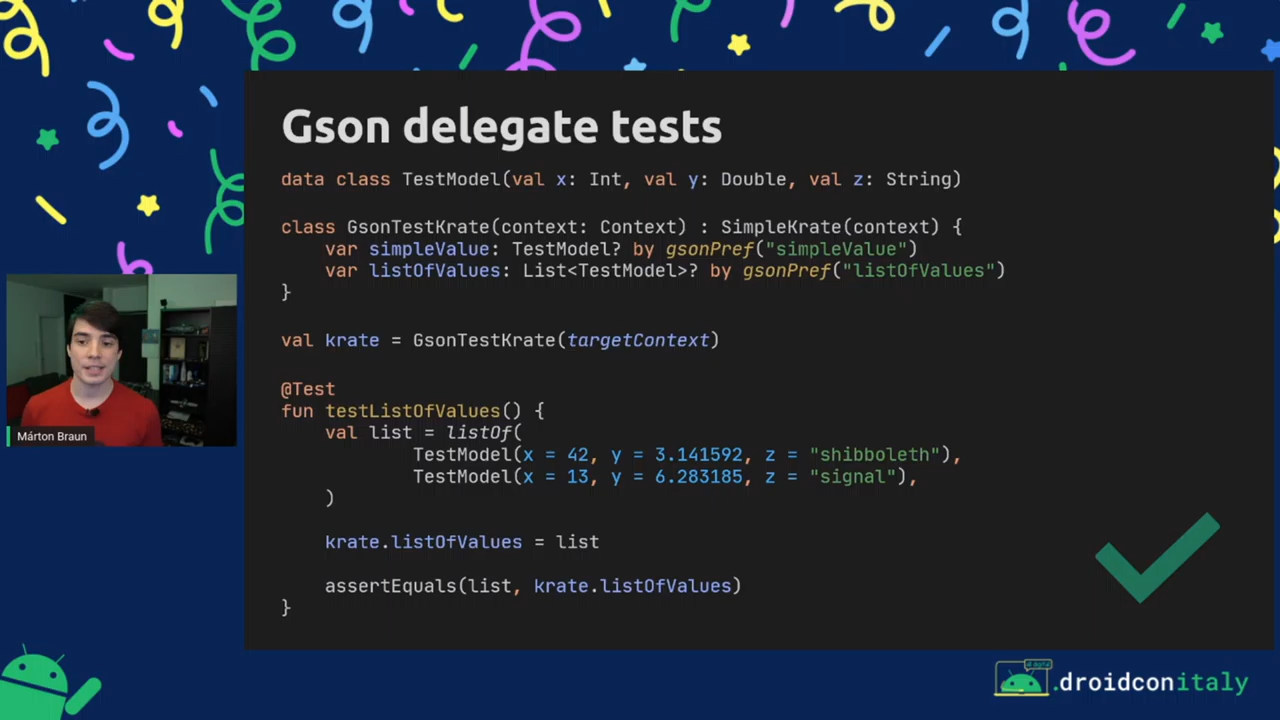 Gson delegate tests
data class TestModel(val x: Int, val y: Double, val z: String)
class GsonTestKrate(context: Context) : SimpleKrate(context) {
    var simpleValue: TestModel? by gsonPref("simpleValue")
    var listOfValues: List<TestModel>? by gsonPref("listOfValues")
}
val krate = GsonTestKrate(targetContext)
@Test
fun testListOfValues() {
    val list = listOf(
            TestModel(x = 42, y = 3.141592, z = "shibboleth"),
            TestModel(x = 13, y = 6.283185, z = "signal"),
    )
    krate.listOfValues = list
    assertEquals(list, krate.listOfValues)
}
Márton Braun
.droidconitaly